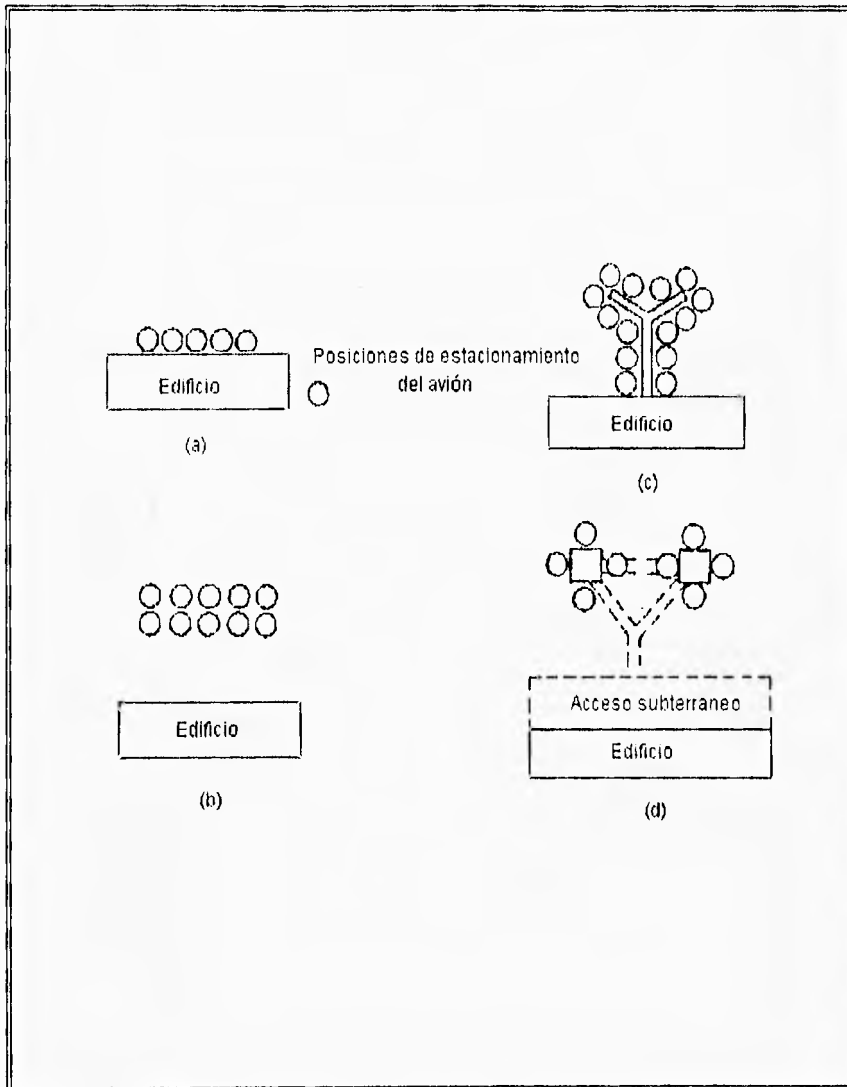 Edificio
(a)
Posiciones de estacionamiento
del avión
Edificio
(c)
Edificio
(b)
Acceso subterraneo
Edificio
(d)